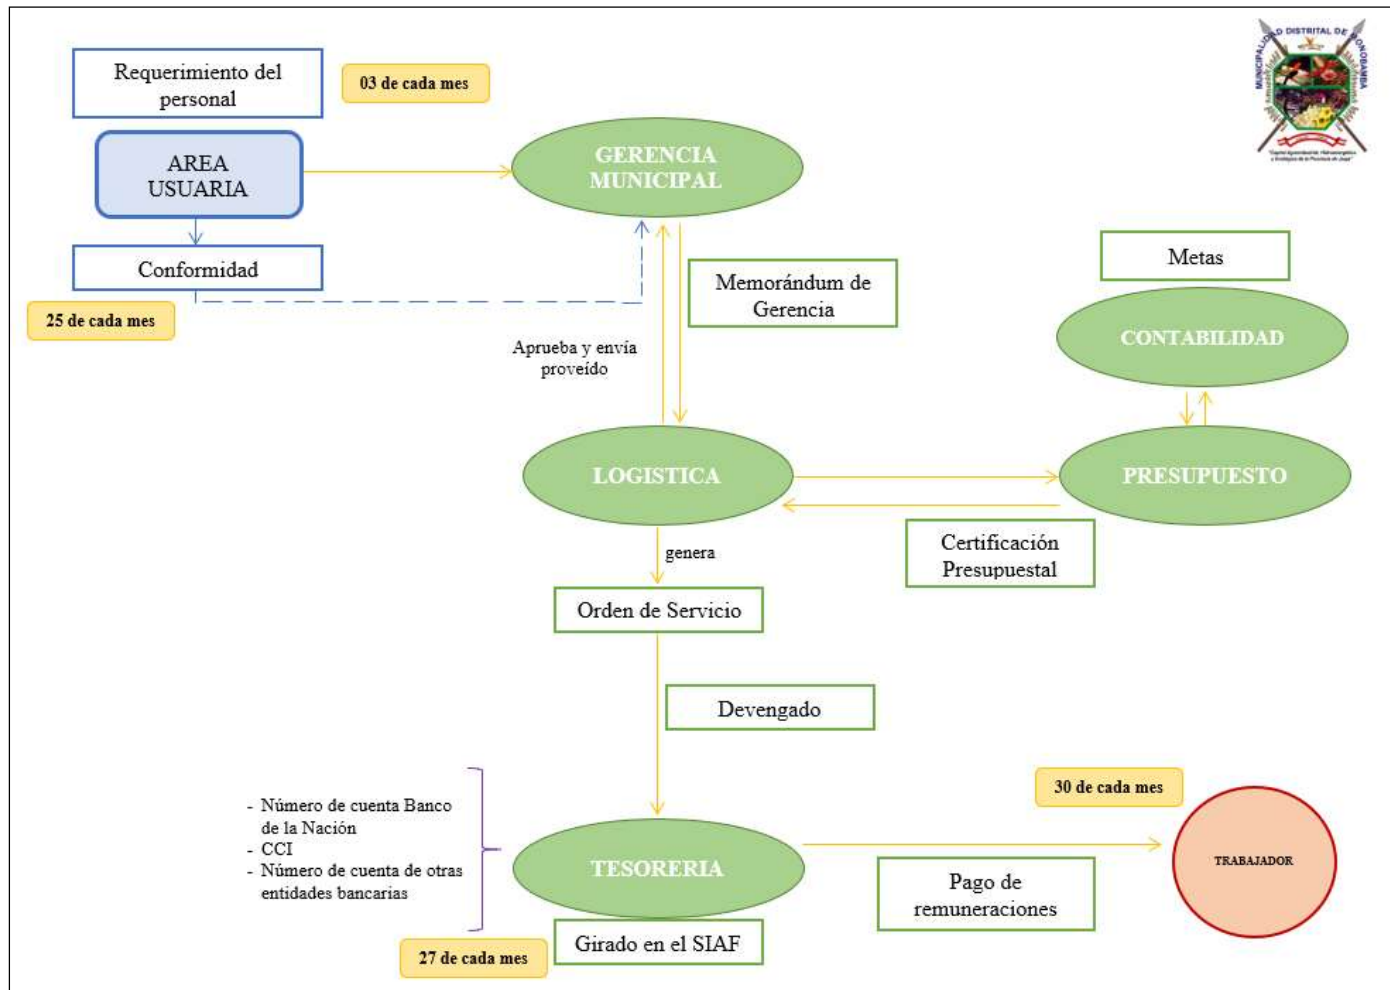 MUNICIPALIDAD DISTRITAL DE MONOBAMBA
Requerimiento del
personal
03 de cada mes
AREA
USUARIA
GERENCIA
MUNICIPAL
Conformidad
25 de cada mes
Memorándum de
Gerencia
Aprueba y envía
proveído
Metas
CONTABILIDAD
LOGISTICA
PRESUPUESTO
Certificación
Presupuestal
genera
Orden de Servicio
Devengado
- Número de cuenta Banco
de la Nación
- CCI
- Número de cuenta de otras
entidades bancarias
TESORERIA
Girado en el SIAF
27 de cada mes
30 de cada mes
Pago de
remuneraciones
TRABAJADOR